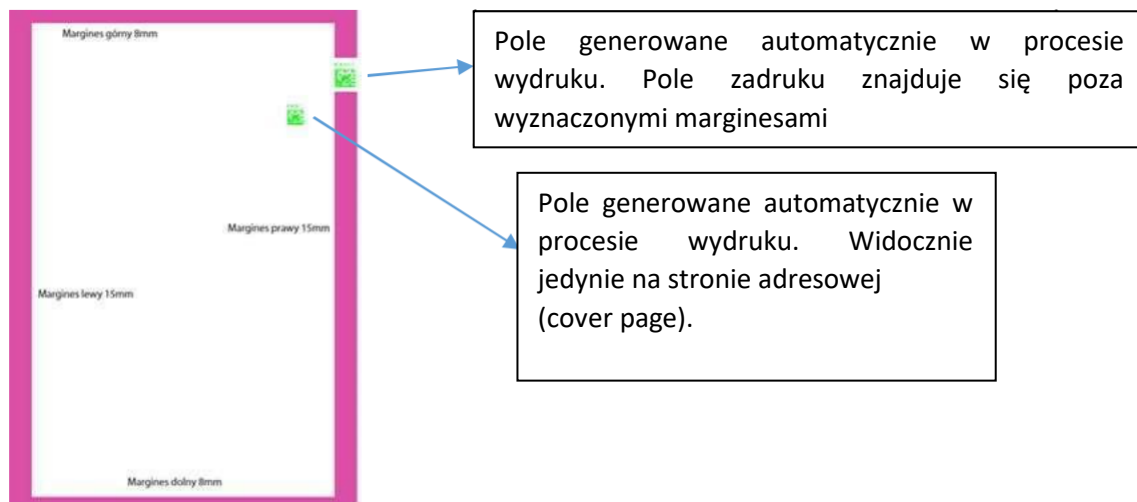 Margines górny 8mm
Pole generowane automatycznie w procesie
wydruku. Pole zadruku znajduje się poza
wyznaczonymi marginesami
Pole generowane automatycznie w
procesie wydruku. Widocznie
jedynie na stronie adresowej
(cover page).
Margines prawy 15mm
Margines lewy 15mm
Margines dolny 8mm